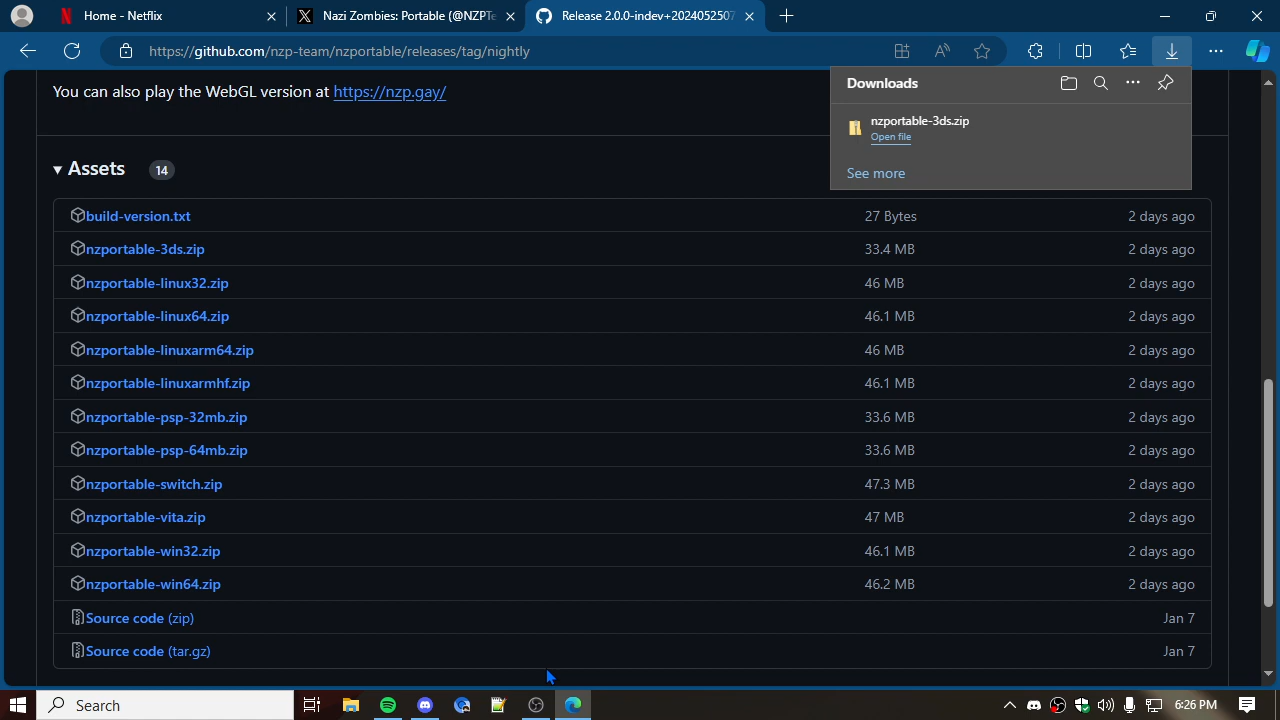 Home - Netflix
Nazi Zombies: Portable (@NZPTe
Release 2.0.0-indev+2024052507
https://github.com/nzp-team/nzportable/releases/tag/nightly
You can also play the WebGL version at https://nzp.gay/
Downloads
nzportable-3ds.zip
Open file
See more
Assets 14
build-version.txt 27 Bytes 2 days ago
nzportable-3ds.zip 33.4 MB 2 days ago
nzportable-linux32.zip 46 MB 2 days ago
nzportable-linux64.zip 46.1 MB 2 days ago
nzportable-linuxarm64.zip 46 MB 2 days ago
nzportable-linuxarmhf.zip 46.1 MB 2 days ago
nzportable-psp-32mb.zip 33.6 MB 2 days ago
nzportable-psp-64mb.zip 33.6 MB 2 days ago
nzportable-switch.zip 47.3 MB 2 days ago
nzportable-vita.zip 47 MB 2 days ago
nzportable-win32.zip 46.1 MB 2 days ago
nzportable-win64.zip 46.2 MB 2 days ago
Source code (zip) Jan 7
Source code (tar.gz) Jan 7
Search
6:26 PM